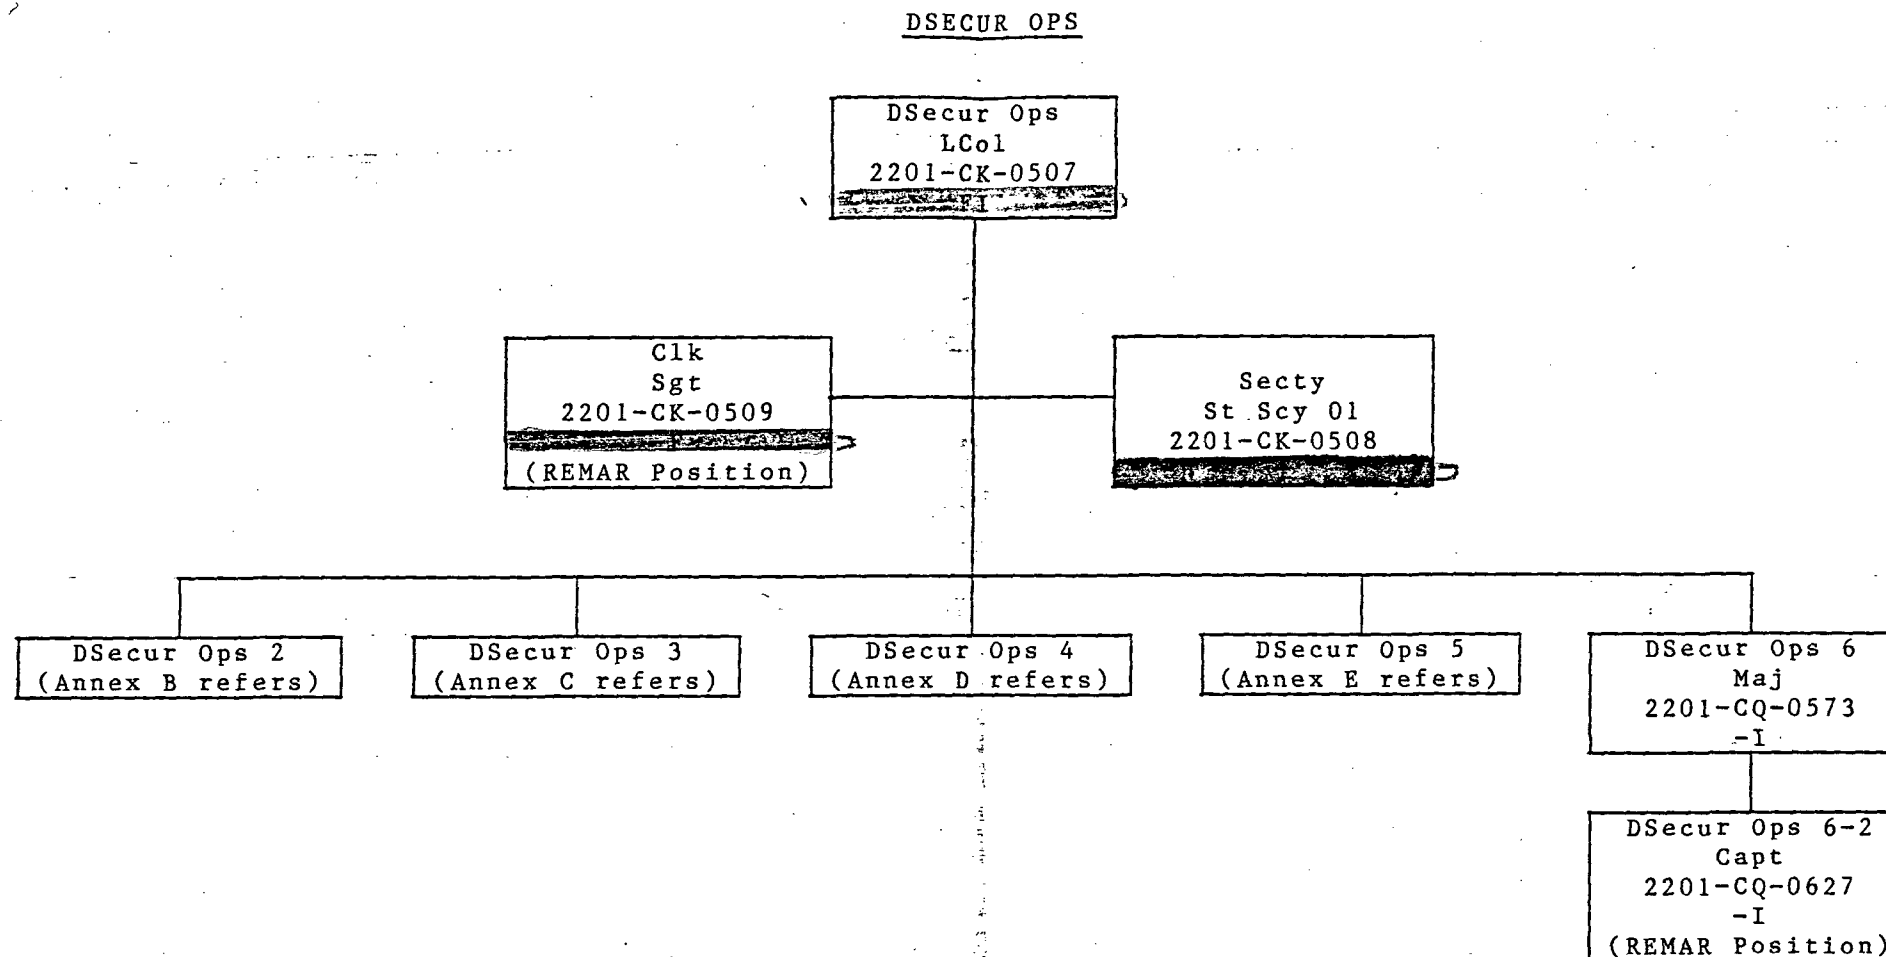 DSECUR OPS
DSecur Ops
LCol
2201-CK-0507
Clk
Sgt
2201-CK-0509
(REMAR Position)
Secty
St Scy 01
2201-CK-0508
DSecur Ops 2
(Annex B refers)
DSecur Ops 3
(Annex C refers)
DSecur Ops 4
(Annex D refers)
DSecur Ops 5
(Annex E refers)
DSecur Ops 6
Maj
2201-CQ-0573
-I
DSecur Ops 6-2
Capt
2201-CQ-0627
-I
(REMAR Position)